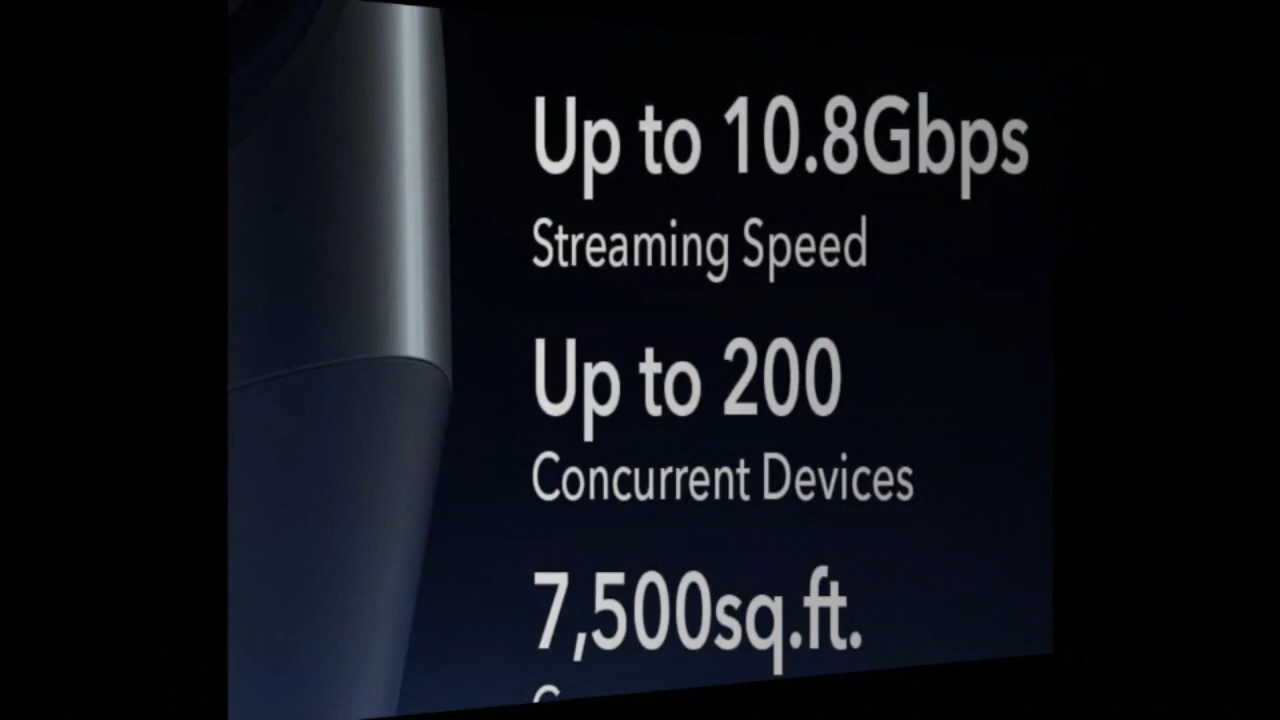 Up to 10.8Gbps
Streaming Speed
Up to 200
Concurrent Devices
7,500sq.ft.